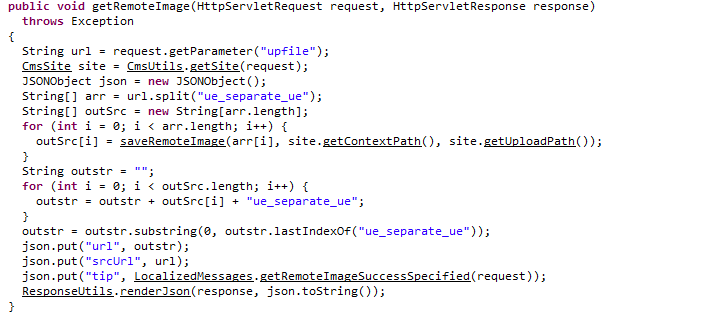 public void getRemoteImage(HttpServletRequest request, HttpServletResponse response)
  throws Exception
{
  String url = request.getParameter("upfile");
  CmsSite site = CmsUtils.getSite(request);
  JSONObject json = new JSONObject();
  String[] arr = url.split("ue_separate_ue");
  String[] outSrc = new String[arr.length];
  for (int i = 0; i < arr.length; i++) {
    outSrc[i] = saveRemoteImage(arr[i], site.getContextPath(), site.getUploadPath());
  }
  String outstr = "";
  for (int i = 0; i < outSrc.length; i++) {
    outstr = outstr + outSrc[i] + "ue_separate_ue";
  }
  outstr = outstr.substring(0, outstr.lastIndexOf("ue_separate_ue"));
  json.put("url", outstr);
  json.put("srcUrl", url);
  json.put("tip", LocalizedMessages.getRemoteImageSuccessSpecified(request));
  ResponseUtils.renderJson(response, json.toString());
}